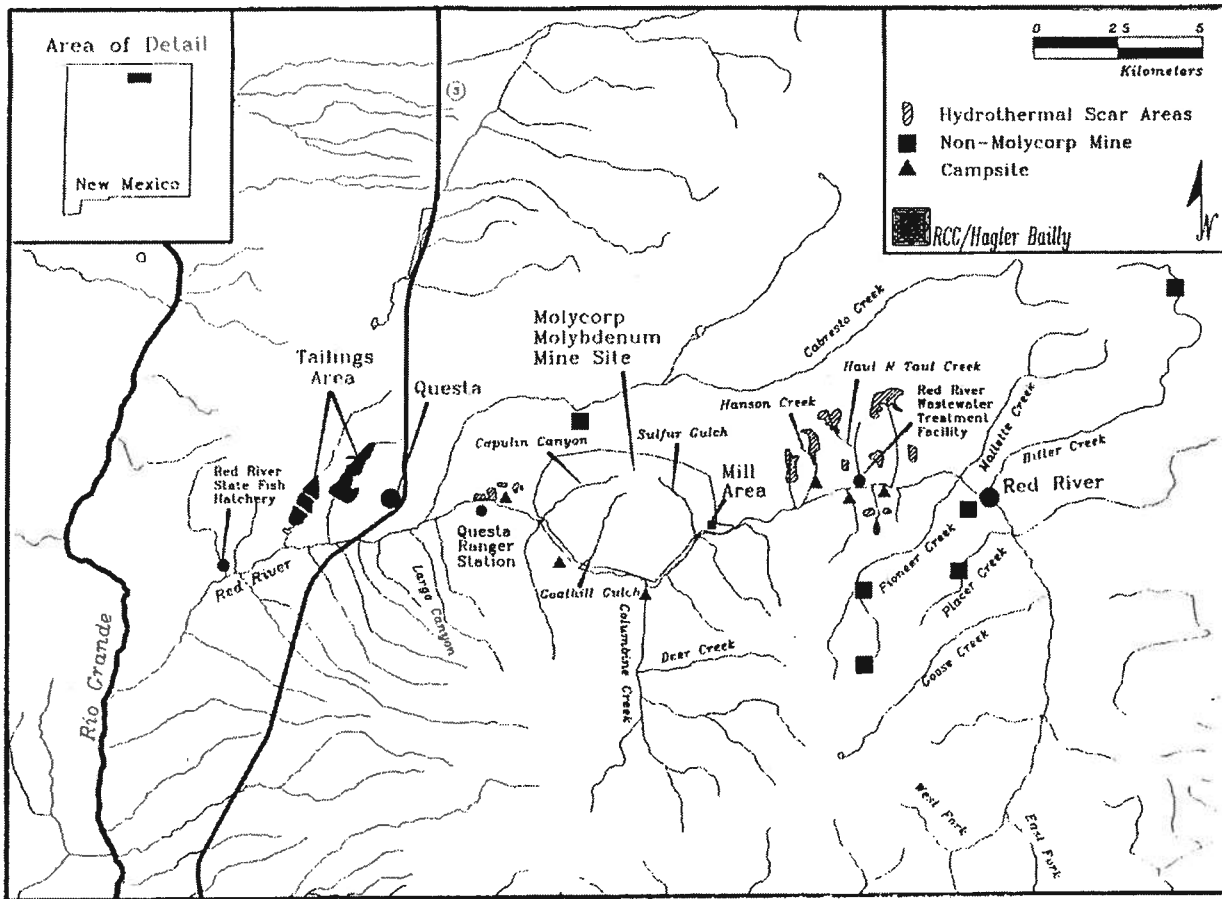 Area of Detail
New Mexico
3
0 2 5 5
Kilometers
Hydrothermal Scar Areas
Non-Molycorp Mine
Campsite
RCC/Hagler Bailly
N
Molycorp
Molybdenum
Mine Site
Tailings
Area
Questa
Cabresto Creek
Haul N Taul Creek
Hanson Creek
Red River
Wastewater
Treatment
Facility
Mallette Creek
Bitter Creek
Capulin Canyon
Sulfur Gulch
Mill
Area
Red River
State Fish
Hatchery
Red River
Questa
Ranger
Station
Red River
Largo Canyon
Goathill Gulch
Pioneer Creek
Placer Creek
Columbine Creek
Deer Creek
Goose Creek
Rio Grande
West Fork
East Fork